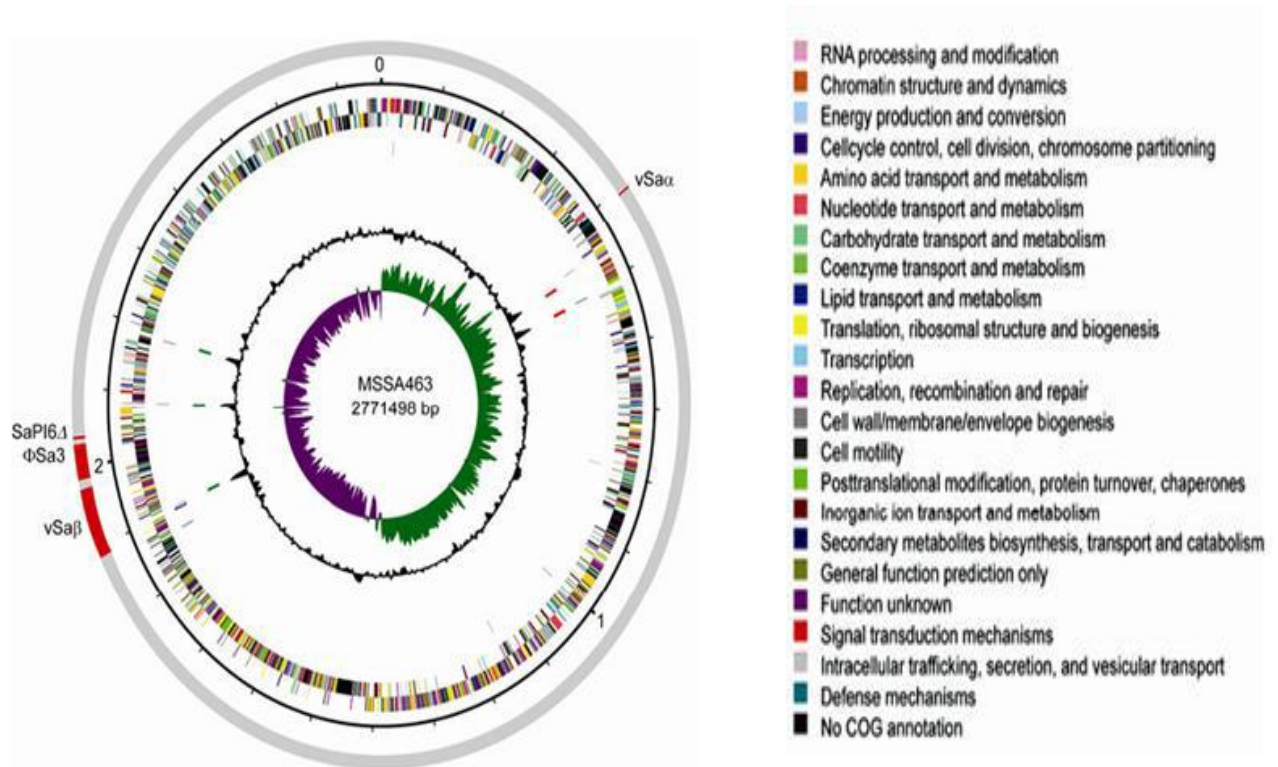 0
vSaα
MSSA463
2771498 bp
SaPI6Δ
ΦSa3
2
vSaβ
1
RNA processing and modification
Chromatin structure and dynamics
Energy production and conversion
Cellcycle control, cell division, chromosome partitioning
Amino acid transport and metabolism
Nucleotide transport and metabolism
Carbohydrate transport and metabolism
Coenzyme transport and metabolism
Lipid transport and metabolism
Translation, ribosomal structure and biogenesis
Transcription
Replication, recombination and repair
Cell wall/membrane/envelope biogenesis
Cell motility
Posttranslational modification, protein turnover, chaperones
Inorganic ion transport and metabolism
Secondary metabolites biosynthesis, transport and catabolism
General function prediction only
Function unknown
Signal transduction mechanisms
Intracellular trafficking, secretion, and vesicular transport
Defense mechanisms
No COG annotation